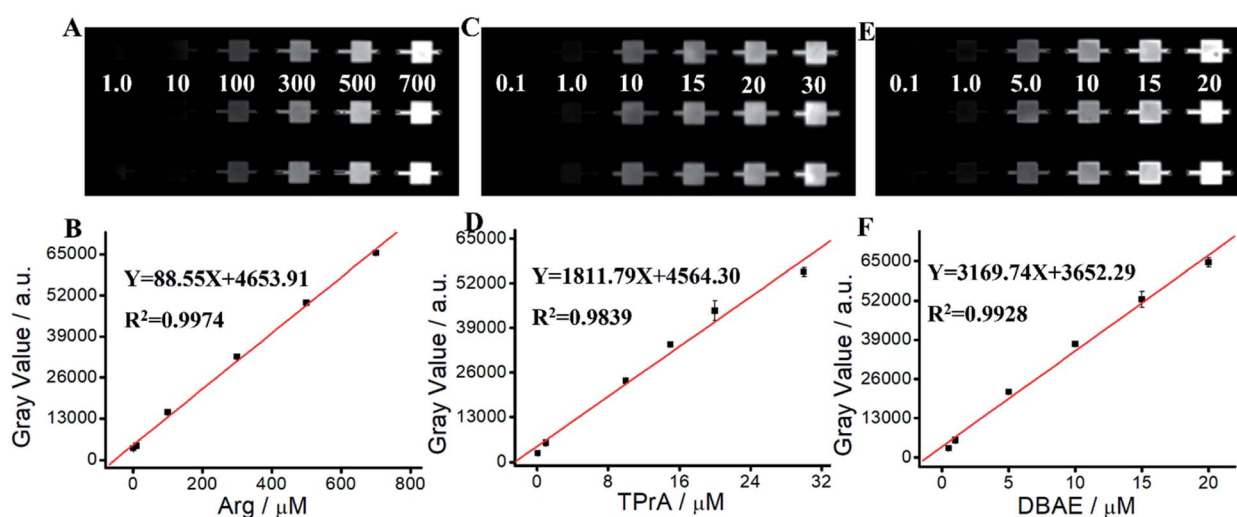 A
1.0 10 100 300 500 700
C
0.1 1.0 10 15 20 30
E
0.1 1.0 5.0 10 15 20
B
65000
52000
39000
26000
13000
0
Gray Value / a.u.
Y=88.55X+4653.91
R²=0.9974
0 200 400 600 800
Arg / μM
D
65000
52000
39000
26000
13000
0
Gray Value / a.u.
Y=1811.79X+4564.30
R²=0.9839
0 8 16 24 32
TPrA / μM
F
65000
52000
39000
26000
13000
0
Gray Value / a.u.
Y=3169.74X+3652.29
R²=0.9928
0 5 10 15 20
DBAE / μM